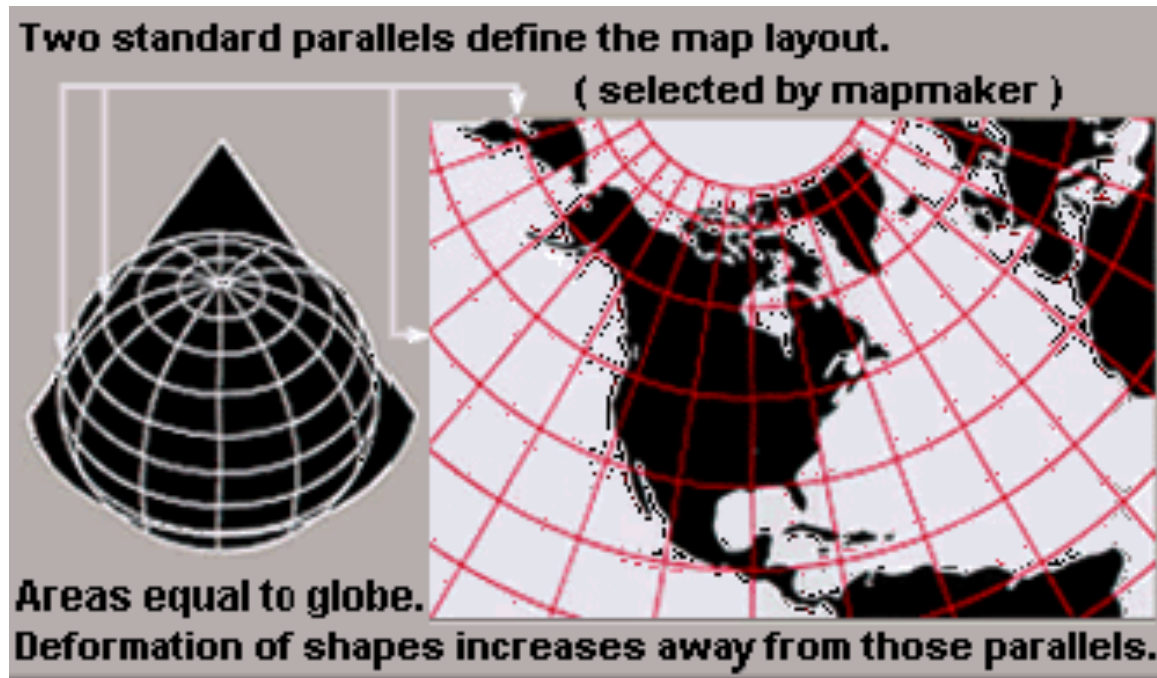 Two standard parallels define the map layout.
( selected by mapmaker )
Areas equal to globe.
Deformation of shapes increases away from those parallels.